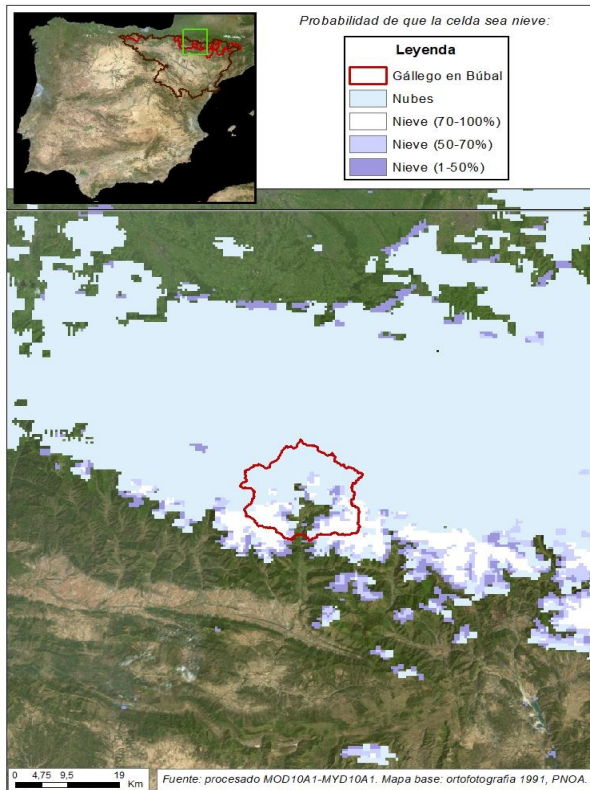 Probabilidad de que la celda sea nieve:
Leyenda
Gállego en Búbal
Nubes
Nieve (70-100%)
Nieve (50-70%)
Nieve (1-50%)
0 4,75 9,5 19
Km
Fuente: procesado MOD10A1-MYD10A1. Mapa base: ortofotografia 1991, PNOA.